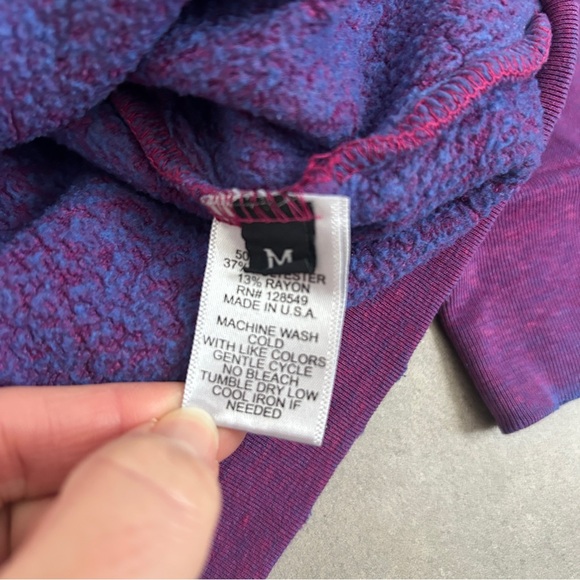 M
50
37% ESTER
13% RAYON
RN# 128549
MADE IN U.S.A.
MACHINE WASH
COLD
WITH LIKE COLORS
GENTLE CYCLE
NO BLEACH
TUMBLE DRY LOW
COOL IRON IF
NEEDED